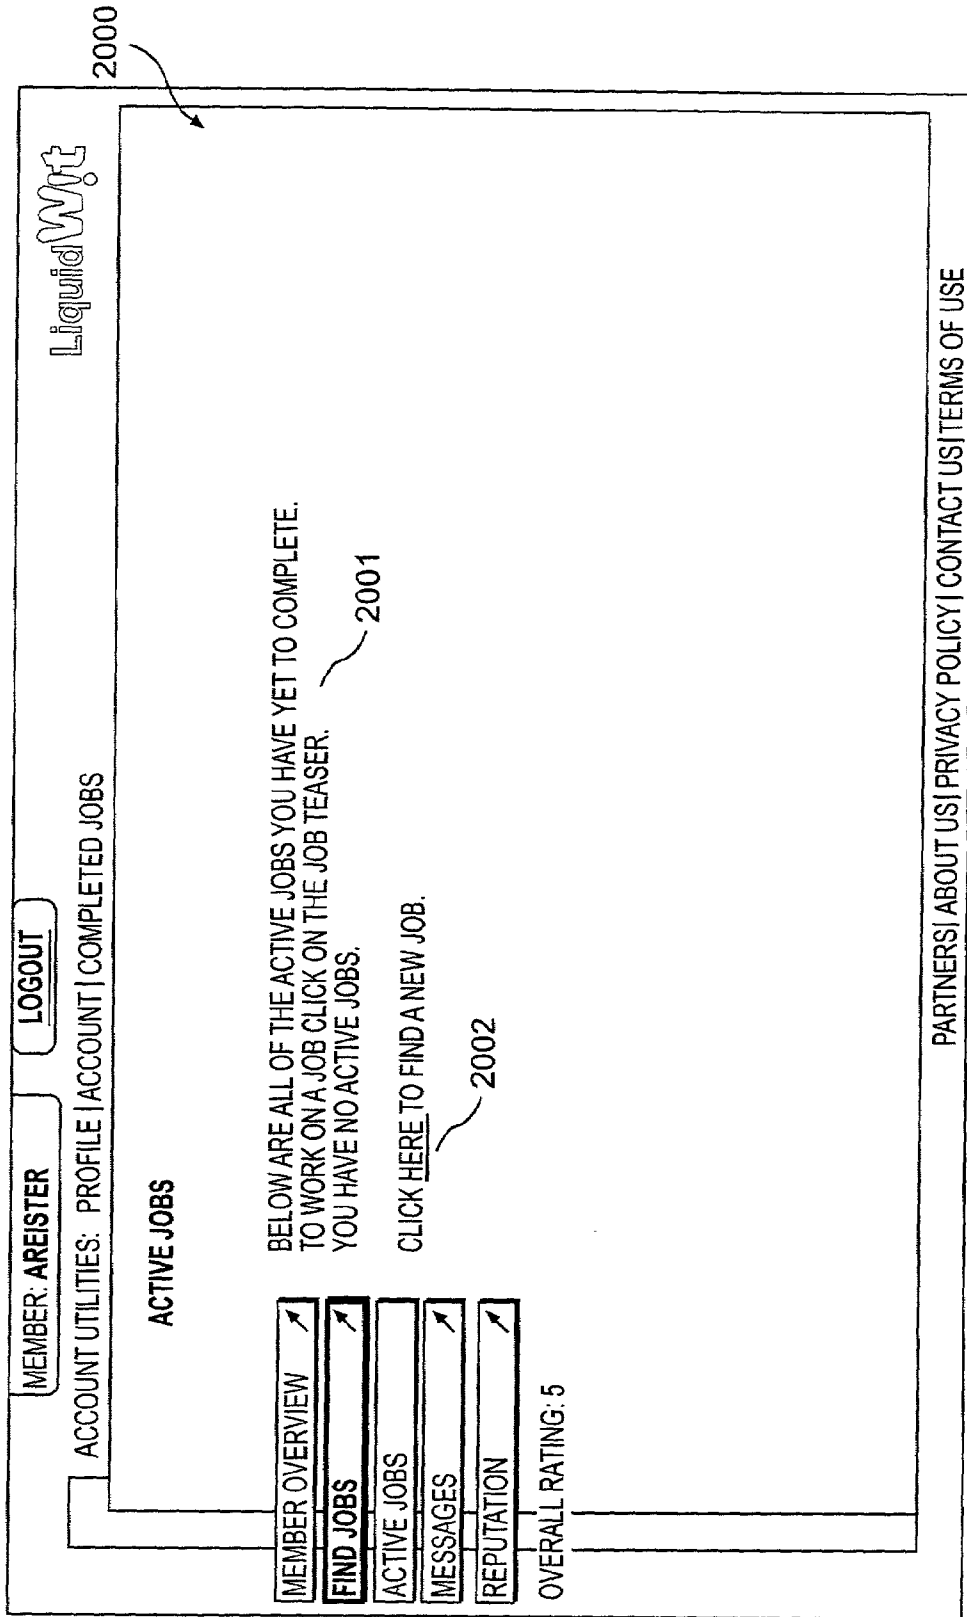 2000
MEMBER: AREISTER
LOGOUT
LiquidWit
ACCOUNT UTILITIES: PROFILE | ACCOUNT | COMPLETED JOBS
ACTIVE JOBS
MEMBER OVERVIEW
FIND JOBS
ACTIVE JOBS
MESSAGES
REPUTATION
OVERALL RATING: 5
BELOW ARE ALL OF THE ACTIVE JOBS YOU HAVE YET TO COMPLETE.
TO WORK ON A JOB CLICK ON THE JOB TEASER.
YOU HAVE NO ACTIVE JOBS.
2001
CLICK HERE TO FIND A NEW JOB.
2002
PARTNERS | ABOUT US | PRIVACY POLICY | CONTACT US | TERMS OF USE